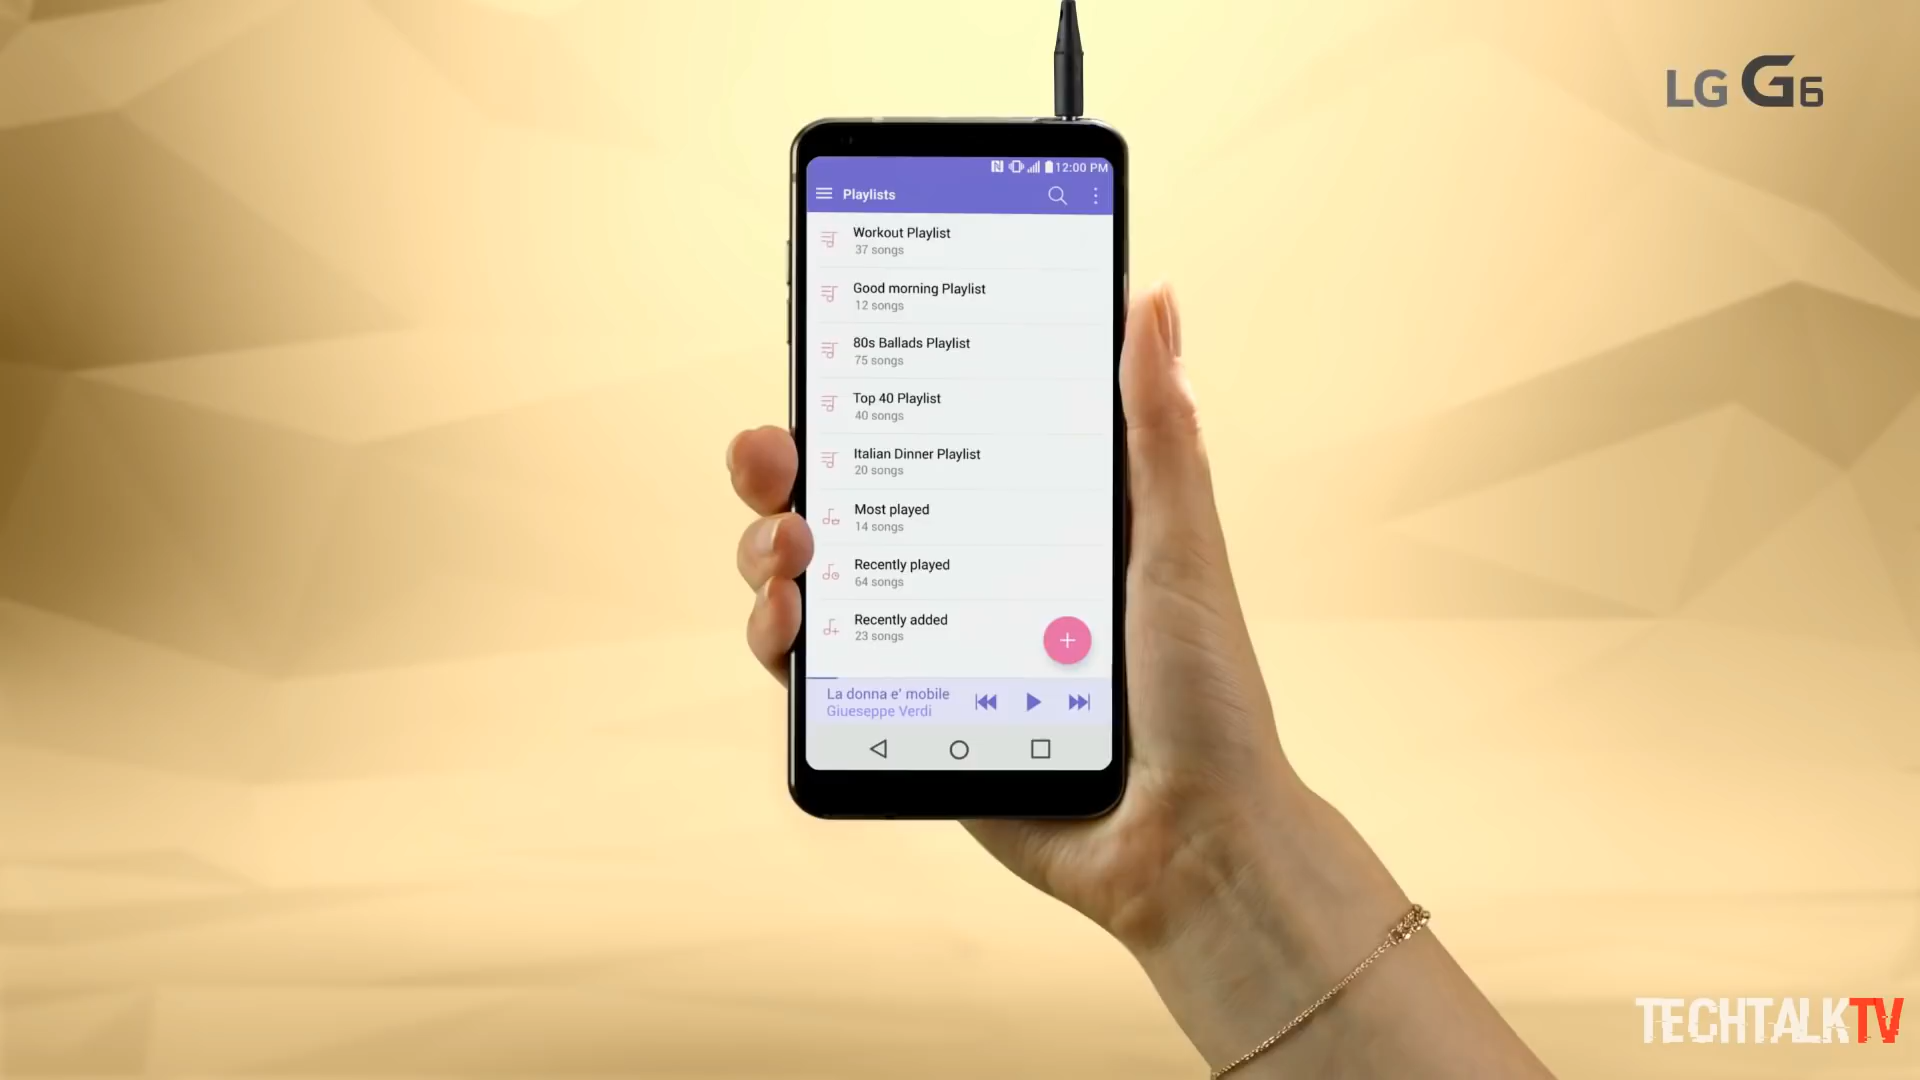 LG G6
12:00 PM
Playlists
Workout Playlist
37 songs
Good morning Playlist
12 songs
80s Ballads Playlist
75 songs
Top 40 Playlist
40 songs
Italian Dinner Playlist
20 songs
Most played
14 songs
Recently played
64 songs
Recently added
23 songs
La donna e' mobile
Giueseppe Verdi
TECHTALKTV